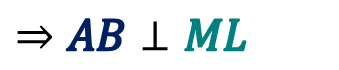 ⇒ AB ⊥ ML